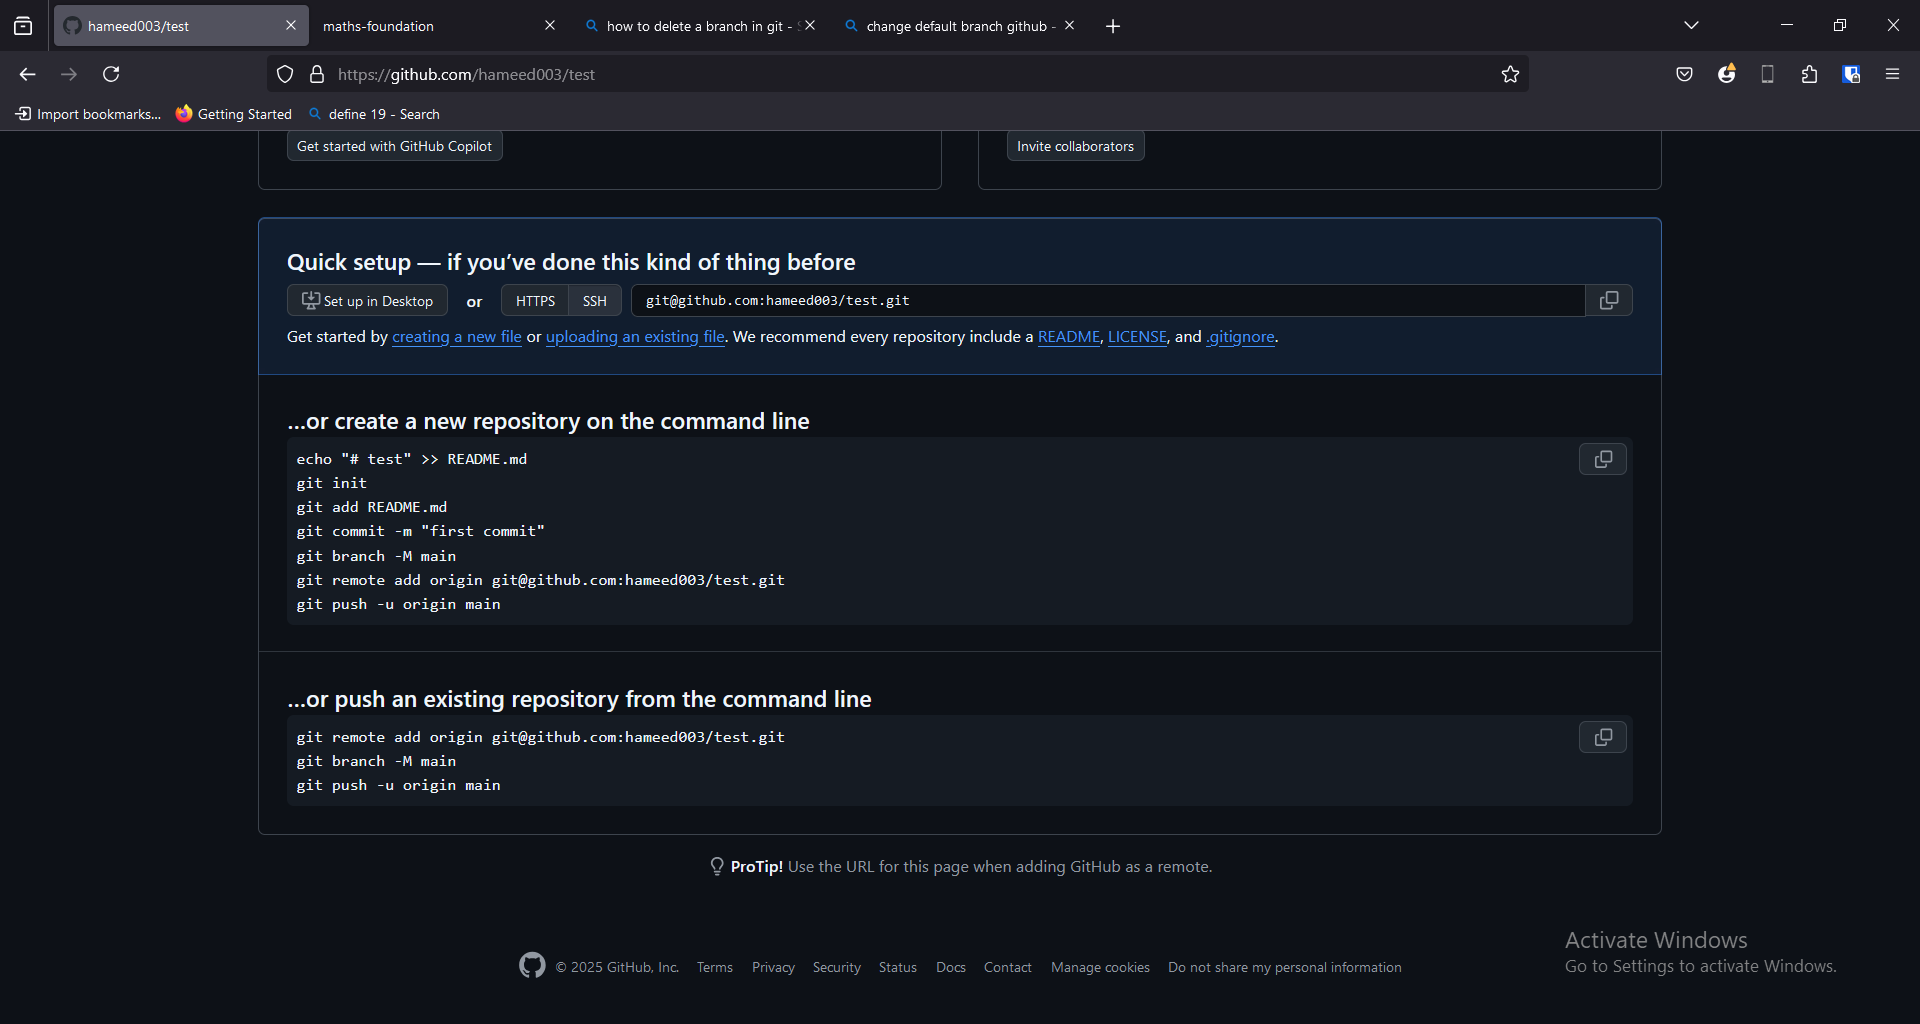 hameed003/test
maths-foundation
how to delete a branch in git -
change default branch github -
https://github.com/hameed003/test
Import bookmarks...
Getting Started
define 19 - Search
Get started with GitHub Copilot
Invite collaborators
Quick setup — if you’ve done this kind of thing before
Set up in Desktop or HTTPS SSH git@github.com:hameed003/test.git
Get started by creating a new file or uploading an existing file. We recommend every repository include a README, LICENSE, and .gitignore.
…or create a new repository on the command line
echo "# test" >> README.md
git init
git add README.md
git commit -m "first commit"
git branch -M main
git remote add origin git@github.com:hameed003/test.git
git push -u origin main
…or push an existing repository from the command line
git remote add origin git@github.com:hameed003/test.git
git branch -M main
git push -u origin main
ProTip! Use the URL for this page when adding GitHub as a remote.
Activate Windows
Go to Settings to activate Windows.
© 2025 GitHub, Inc. Terms Privacy Security Status Docs Contact Manage cookies Do not share my personal information